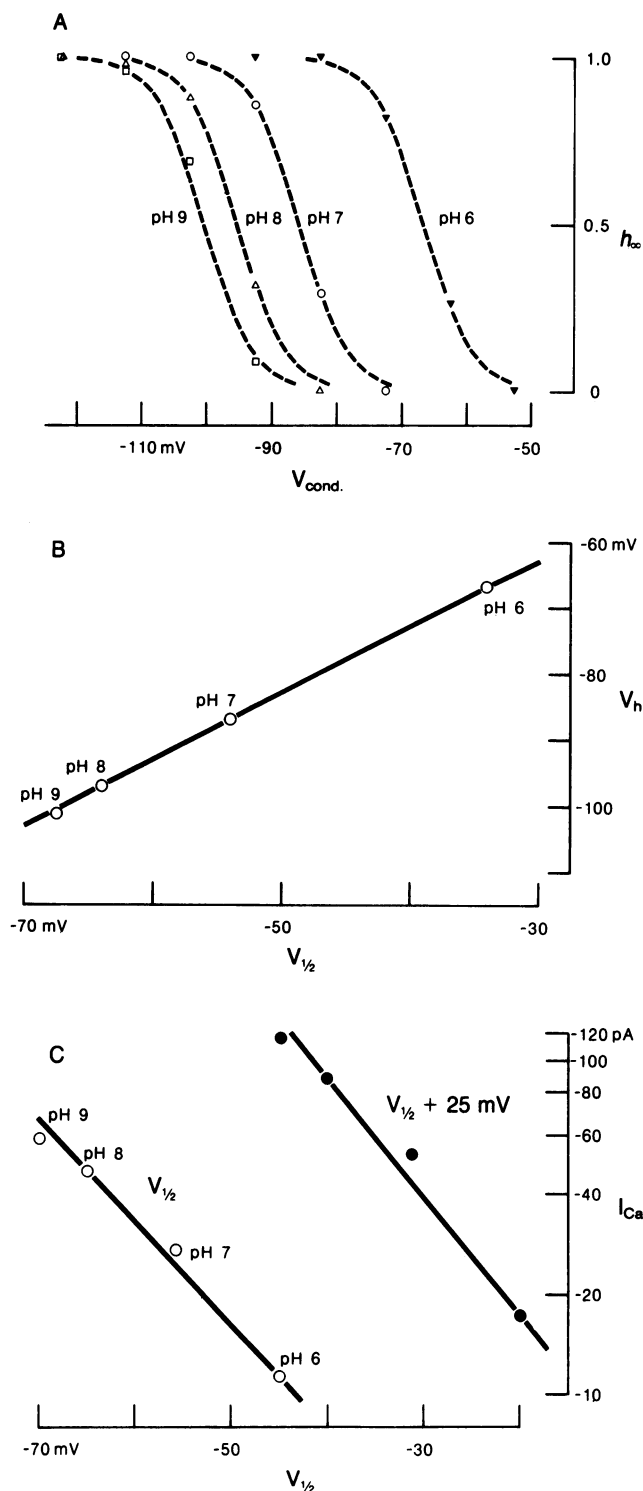 A
1.0
pH 9
pH 8
pH 7
pH 6
0.5
h∞
0
-110 mV
-90
-70
-50
Vcond.
B
-60 mV
pH 6
-80
pH 7
Vh
pH 8
pH 9
-100
-70 mV
-50
-30
V½
C
-120 pA
-100
-80
V½ + 25 mV
pH 9
-60
pH 8
V½
-40
ICa
pH 7
-20
pH 6
-10
-70 mV
-50
-30
V½